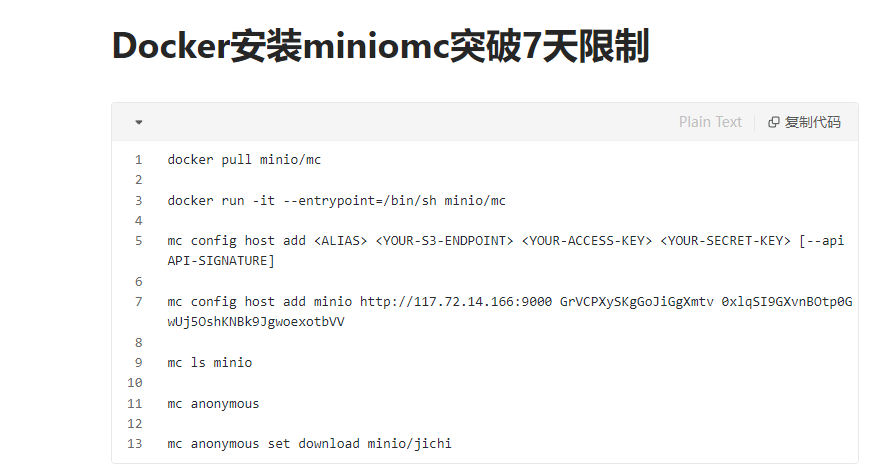 Docker安装miniomc突破7天限制
Plain Text 复制代码
1 docker pull minio/mc
2
3 docker run -it --entrypoint=/bin/sh minio/mc
4
5 mc config host add <ALIAS> <YOUR-S3-ENDPOINT> <YOUR-ACCESS-KEY> <YOUR-SECRET-KEY> [--api
API-SIGNATURE]
6
7 mc config host add minio http://117.72.14.166:9000 GrVCPXySKgGoJiGgXmtv 0xlqSI9GXvnBOtp0G
wUj5OshKNBk9JgwoexotbVV
8
9 mc ls minio
10
11 mc anonymous
12
13 mc anonymous set download minio/jichi